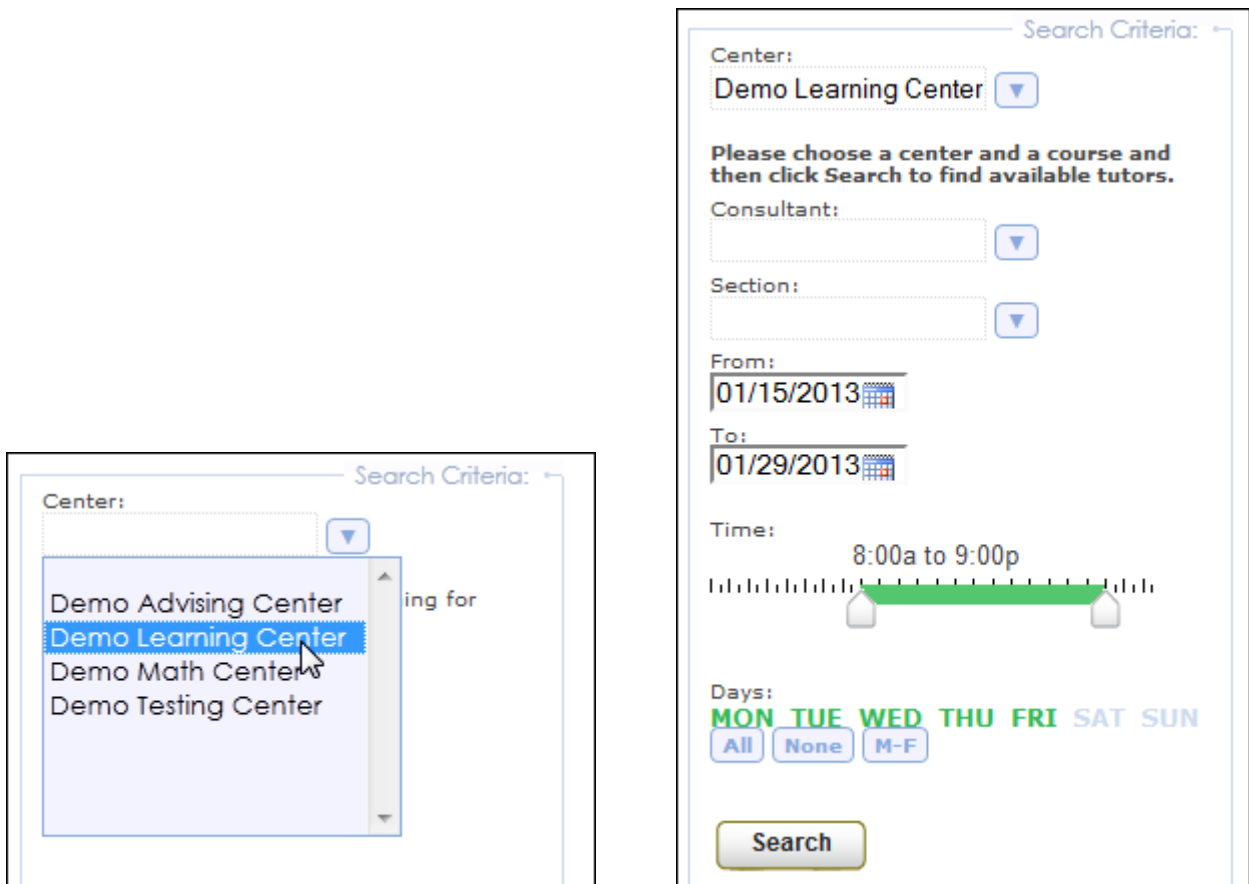 Search Criteria:
Center:
ing for
Demo Advising Center
Demo Learning Center
Demo Math Center
Demo Testing Center
Search Criteria:
Center:
Demo Learning Center
Please choose a center and a course and
then click Search to find available tutors.
Consultant:
Section:
From:
01/15/2013
To:
01/29/2013
Time:
8:00a to 9:00p
Days:
MON TUE WED THU FRI SAT SUN
All None M-F
Search